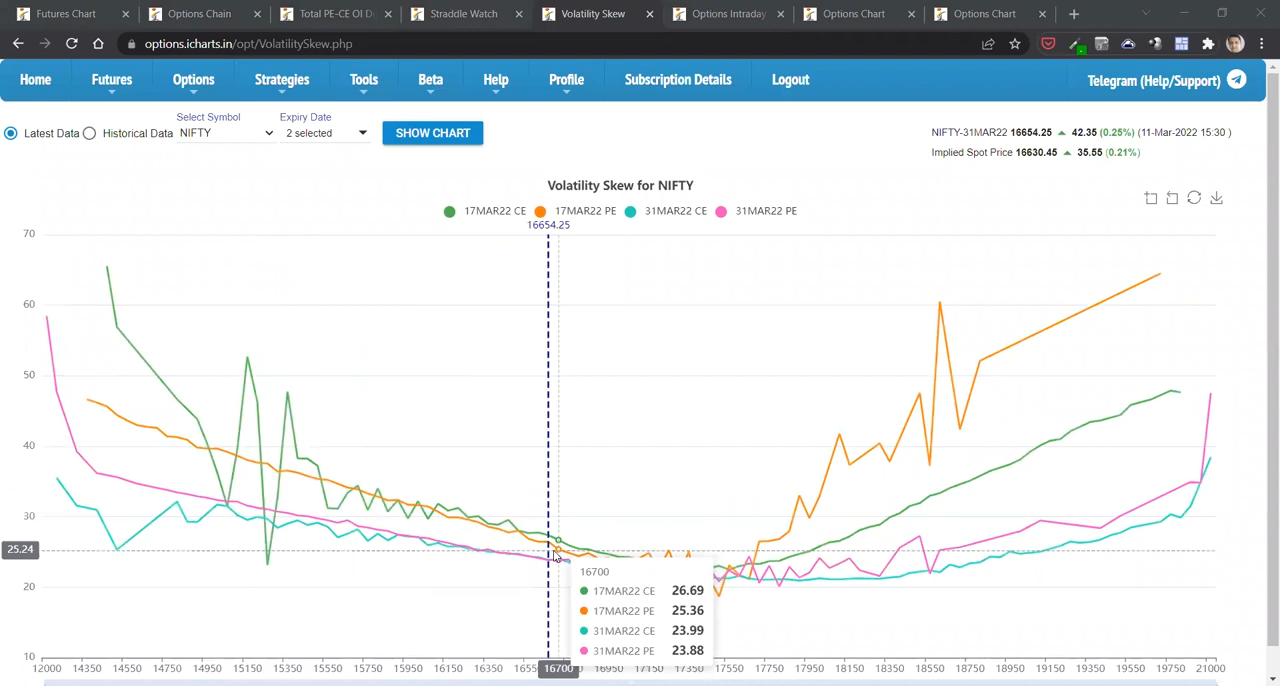 Futures Chart
Options Chain
Total PE-CE OI D
Straddle Watch
Volatility Skew
Options Intraday
Options Chart
Options Chart
options.icharts.in/opt/VolatilitySkew.php
Home
Futures
Options
Strategies
Tools
Beta
Help
Profile
Subscription Details
Logout
Telegram (Help/Support)
Latest Data
Historical Data
Select Symbol
NIFTY
Expiry Date
2 selected
SHOW CHART
NIFTY-31MAR22 16654.25 ▲ 42.35 (0.25%) (11-Mar-2022 15:30 )
Implied Spot Price 16630.45 ▲ 35.55 (0.21%)
Volatility Skew for NIFTY
17MAR22 CE
17MAR22 PE
31MAR22 CE
31MAR22 PE
16654.25
70
60
50
40
30
25.24
20
10
16700
17MAR22 CE 26.69
17MAR22 PE 25.36
31MAR22 CE 23.99
31MAR22 PE 23.88
12000 14350 14550 14750 14950 15150 15350 15550 15750 15950 16150 16350 1655 16700 16950 17150 17350 17550 17750 17950 18150 18350 18550 18750 18950 19150 19350 19550 19750 21000